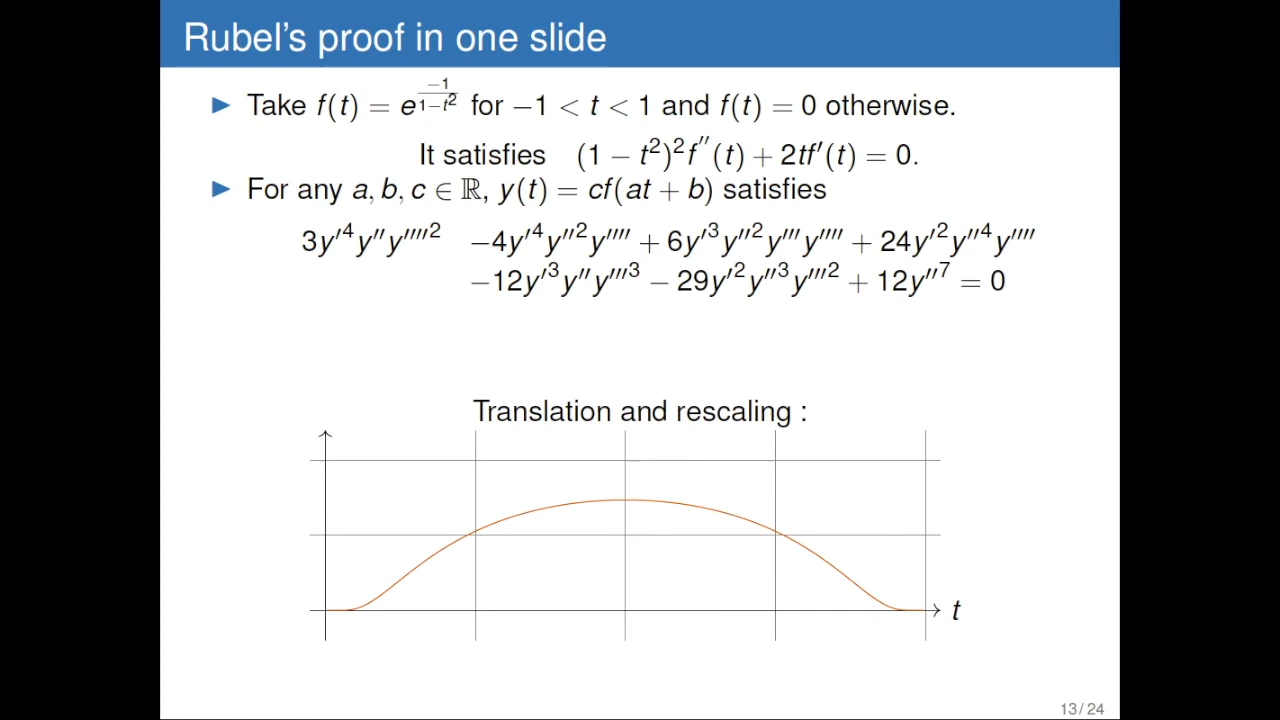 Rubel's proof in one slide
▶ Take f(t) = e^{\frac{-1}{1-t^2}} for −1 < t < 1 and f(t) = 0 otherwise.
It satisfies (1 − t²)²f″(t) + 2tf′(t) = 0.
▶ For any a, b, c ∈ ℝ, y(t) = cf(at + b) satisfies
3y′⁴y″y⁗² −4y′⁴y″²y⁗ + 6y′³y″²y‴y⁗ + 24y′²y″⁴y⁗
−12y′³y″y‴³ − 29y′²y″³y‴² + 12y″⁷ = 0
Translation and rescaling :
t
13/24